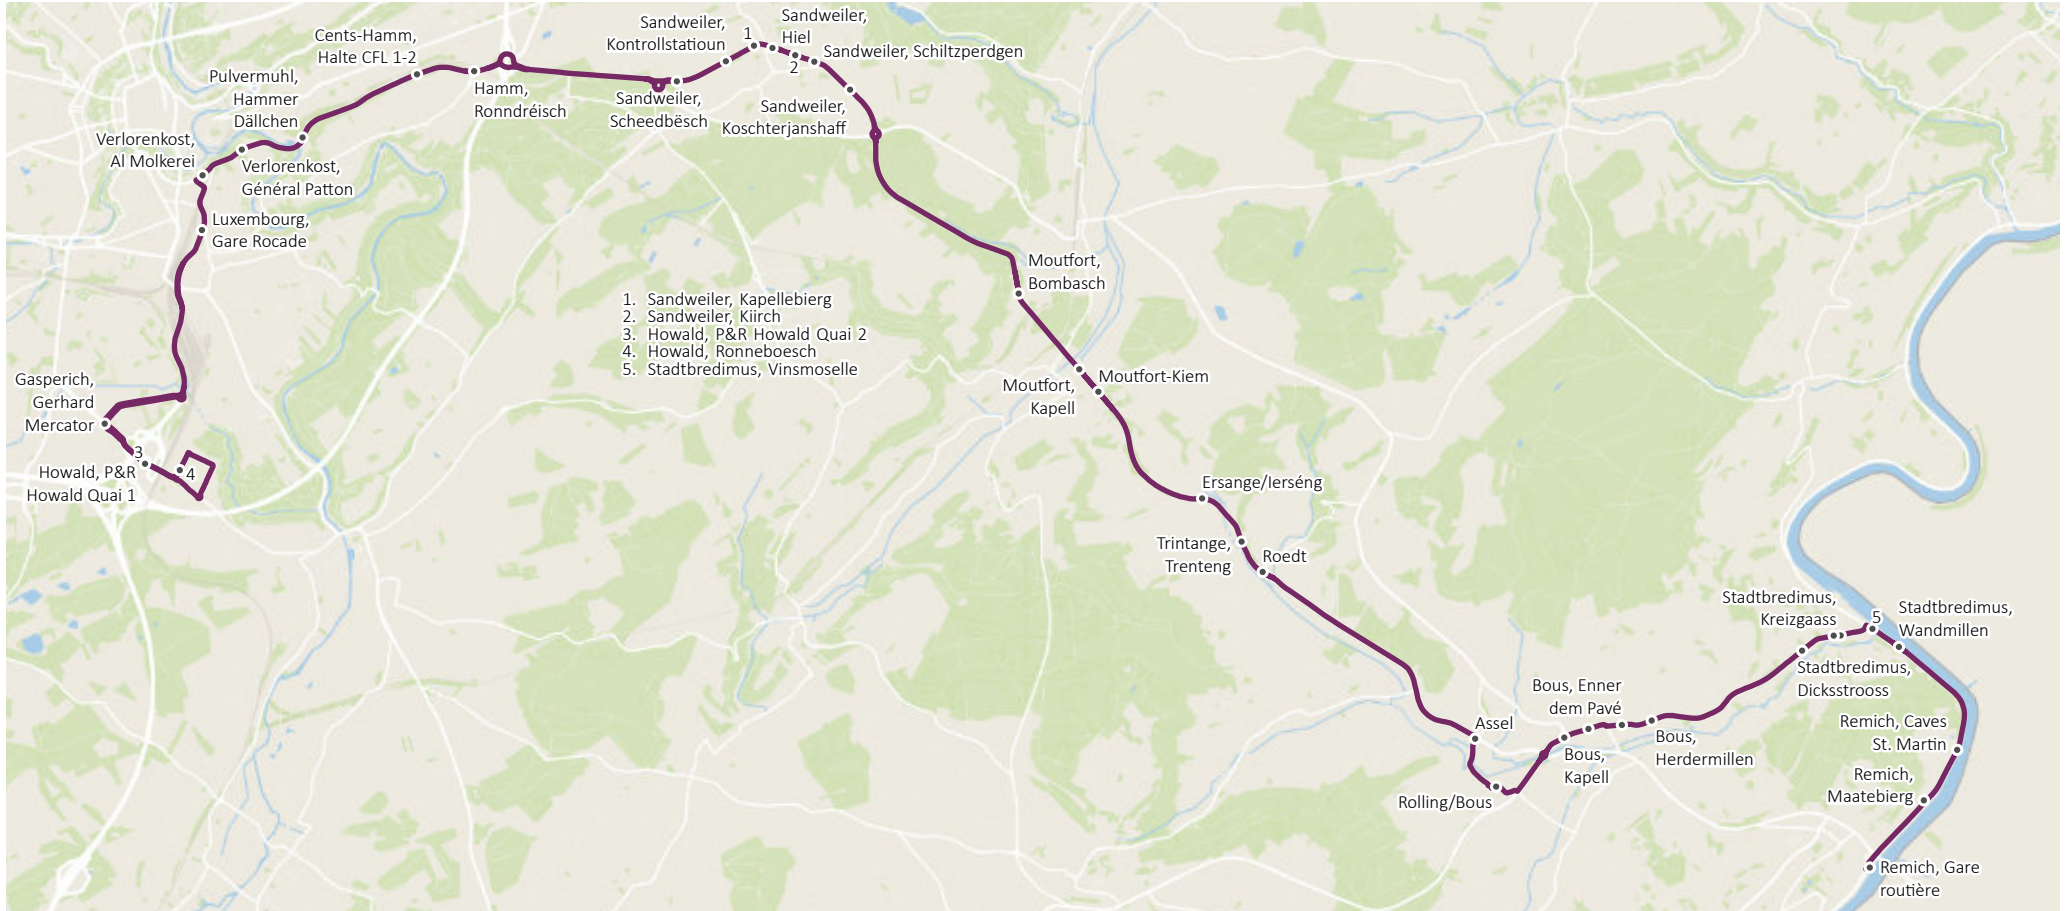 Cents-Hamm,
Halte CFL 1-2
Pulvermuhl,
Hammer
Dällchen
Verlorenkost,
Al Molkerei
Verlorenkost,
Général Patton
Luxembourg,
Gare Rocade
Gasperich,
Gerhard
Mercator
3
4
Howald, P&R
Howald Quai 1
Hamm,
Ronndréisch
Sandweiler,
Kontrollstatioun
Sandweiler,
Scheedbësch
1
Sandweiler,
Hiel
2
Sandweiler, Schiltzperdgen
Sandweiler,
Koschterjanshaff
1. Sandweiler, Kapellebierg
2. Sandweiler, Kiirch
3. Howald, P&R Howald Quai 2
4. Howald, Ronneboesch
5. Stadtbredimus, Vinsmoselle
Moutfort,
Bombasch
Moutfort,
Kapell
Moutfort-Kiem
Ersange/Ierséng
Trintange,
Trenteng
Roedt
Assel
Rolling/Bous
Bous, Enner
dem Pavé
Bous,
Kapell
Bous,
Herdermillen
Stadtbredimus,
Kreizgaass
5
Stadtbredimus,
Wandmillen
Stadtbredimus,
Dicksstrooss
Remich, Caves
St. Martin
Remich,
Maatebierg
Remich, Gare
routière